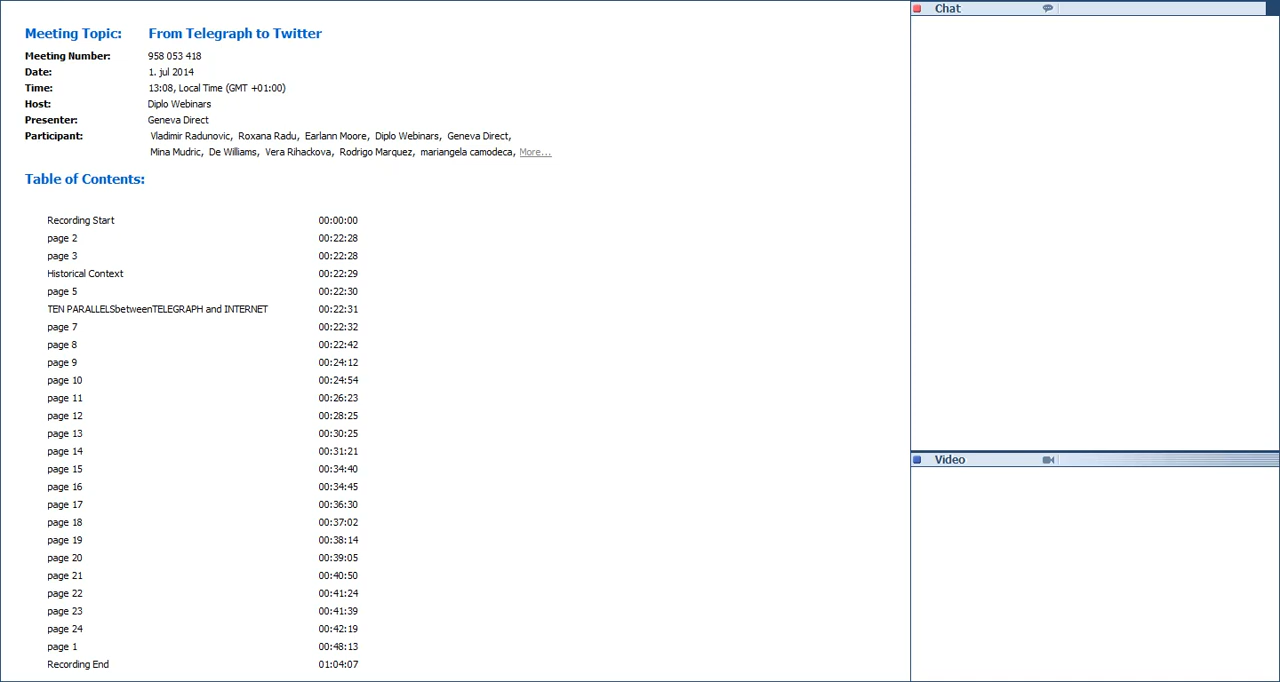 Meeting Topic: From Telegraph to Twitter
Meeting Number: 958 053 418
Date: 1. jul 2014
Time: 13:08, Local Time (GMT +01:00)
Host: Diplo Webinars
Presenter: Geneva Direct
Participant: Vladimir Radunovic, Roxana Radu, Earlann Moore, Diplo Webinars, Geneva Direct,
Mina Mudric, De Williams, Vera Rihackova, Rodrigo Marquez, mariangela camodeca, More...
Table of Contents:
Recording Start 00:00:00
page 2 00:22:28
page 3 00:22:28
Historical Context 00:22:29
page 5 00:22:30
TEN PARALLELSbetweenTELEGRAPH and INTERNET 00:22:31
page 7 00:22:32
page 8 00:22:42
page 9 00:24:12
page 10 00:24:54
page 11 00:26:23
page 12 00:28:25
page 13 00:30:25
page 14 00:31:21
page 15 00:34:40
page 16 00:34:45
page 17 00:36:30
page 18 00:37:02
page 19 00:38:14
page 20 00:39:05
page 21 00:40:50
page 22 00:41:24
page 23 00:41:39
page 24 00:42:19
page 1 00:48:13
Recording End 01:04:07
Chat
Video